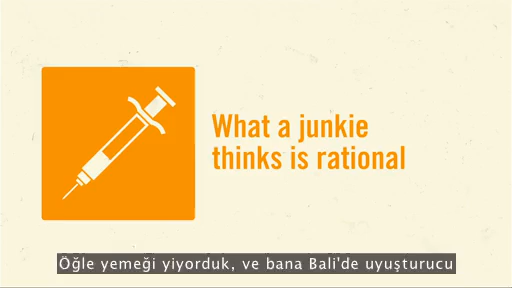 What a junkie
thinks is rational
Öğle yemeği yiyorduk, ve bana Bali'de uyuşturucu